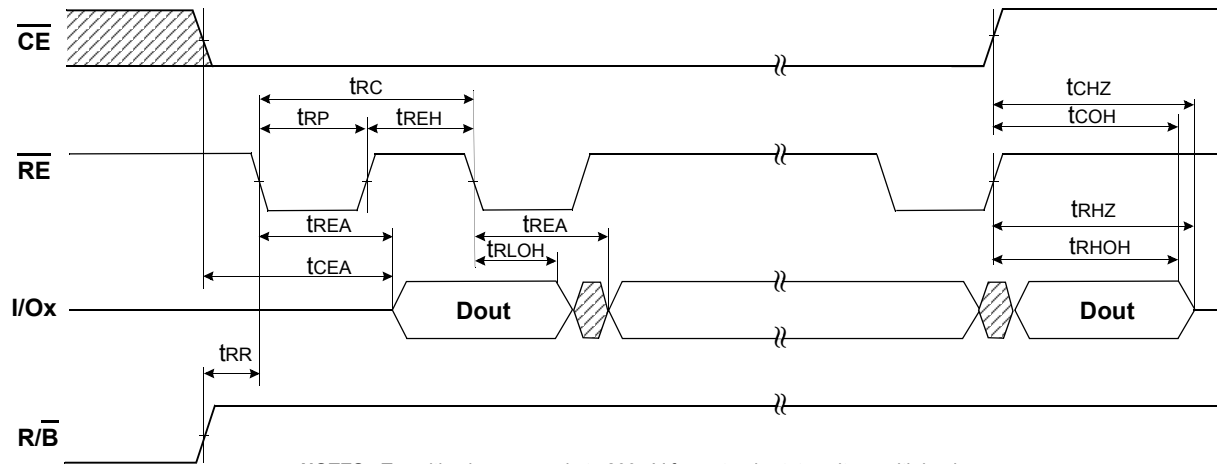 CE
tRC
tCHZ
tRP
tREH
tCOH
RE
tREA
tREA
tRHZ
tRLOH
tRHOH
tCEA
I/Ox
Dout
Dout
tRR
R/B